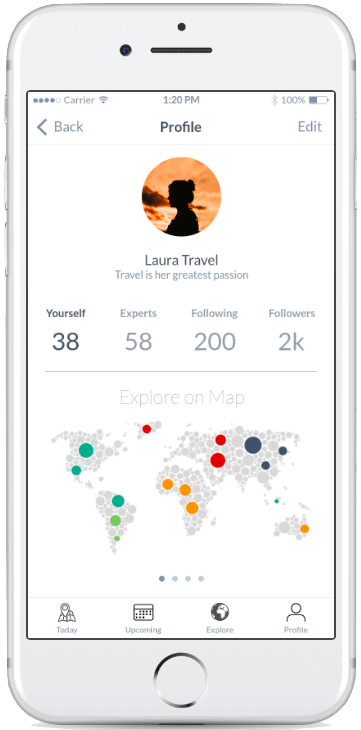 Carrier 1:20 PM 100%
Back Profile Edit
Laura Travel
Travel is her greatest passion
Yourself Experts Following Followers
38 58 200 2k
Explore on Map
Today Upcoming Explore Profile